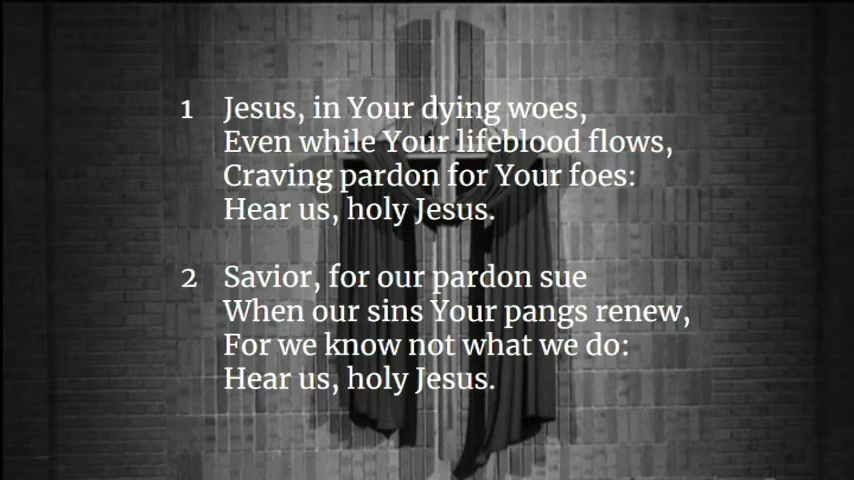 1 Jesus, in Your dying woes,
Even while Your lifeblood flows,
Craving pardon for Your foes:
Hear us, holy Jesus.
2 Savior, for our pardon sue
When our sins Your pangs renew,
For we know not what we do:
Hear us, holy Jesus.